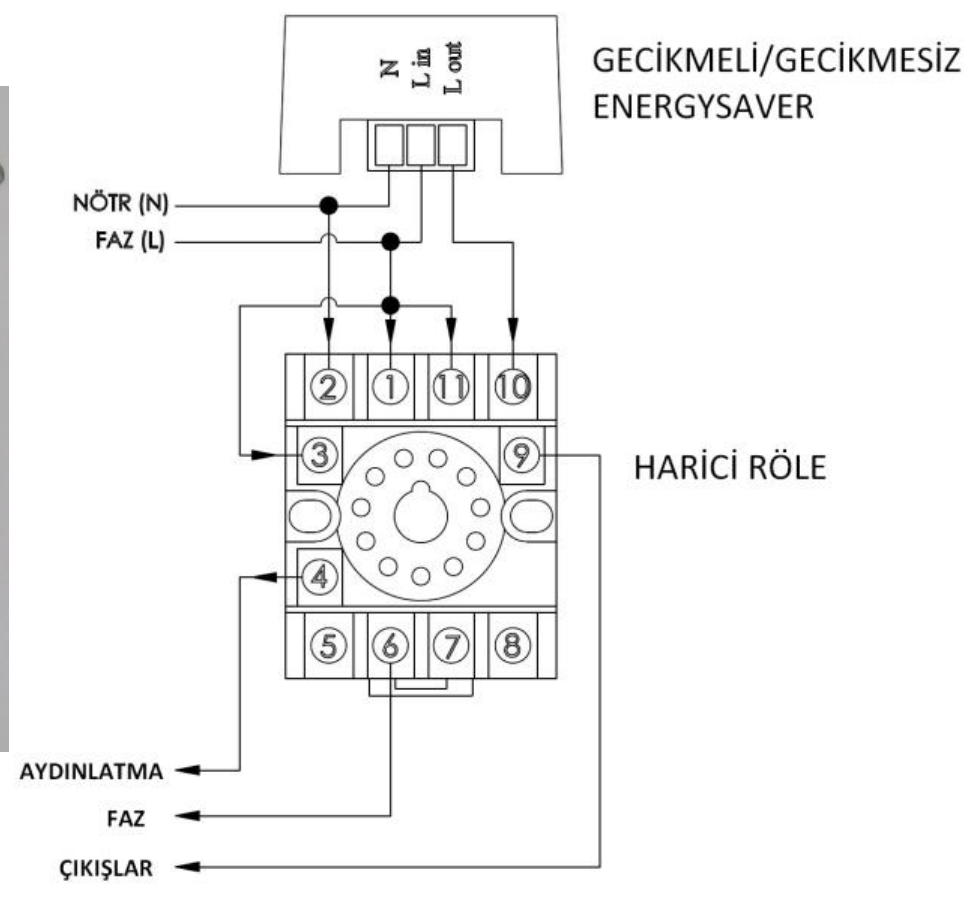 N
L in
L out
GECİKMELİ/GECİKMESİZ
ENERGYSAVER
NÖTR (N)
FAZ (L)
2
1
11
10
3
9
HARİCİ RÖLE
4
5
6
7
8
AYDINLATMA
FAZ
ÇIKIŞLAR